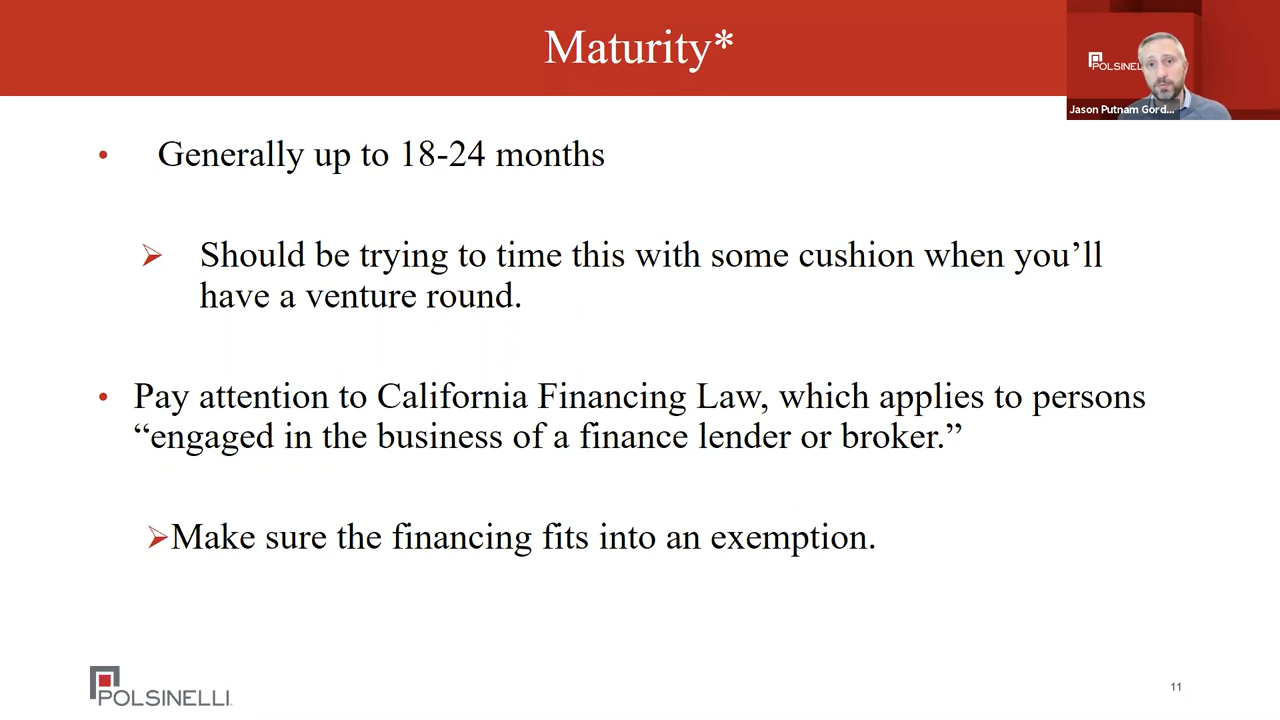 Maturity*
POLSINEL
Jason Putnam Gord...
• Generally up to 18-24 months
➢ Should be trying to time this with some cushion when you’ll
have a venture round.
• Pay attention to California Financing Law, which applies to persons
“engaged in the business of a finance lender or broker.”
➢Make sure the financing fits into an exemption.
POLSINELLI
11